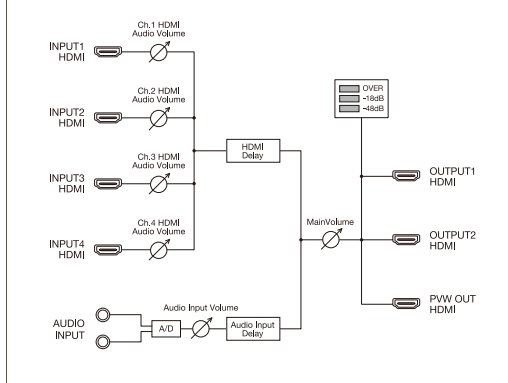 Ch.1 HDMI
Audio Volume
INPUT1
HDMI
Ch.2 HDMI
Audio Volume
INPUT2
HDMI
Ch.3 HDMI
Audio Volume
INPUT3
HDMI
Ch.4 HDMI
Audio Volume
INPUT4
HDMI
AUDIO
INPUT
A/D
Audio Input Volume
Audio Input
Delay
HDMI
Delay
MainVolume
OVER
-18dB
-48dB
OUTPUT1
HDMI
OUTPUT2
HDMI
PVW OUT
HDMI